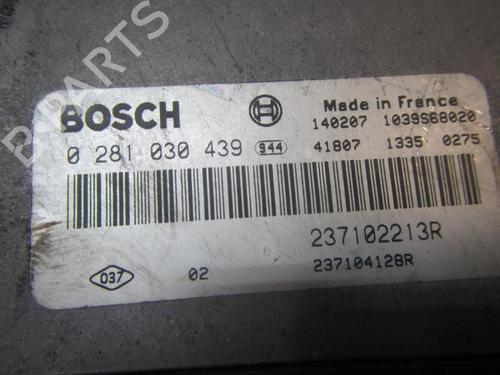 B PARTS
BOSCH
Made in France
140207 1039S68020
0 281 030 439 944 41807 1335 0275
237102213R
037 02 237104128R